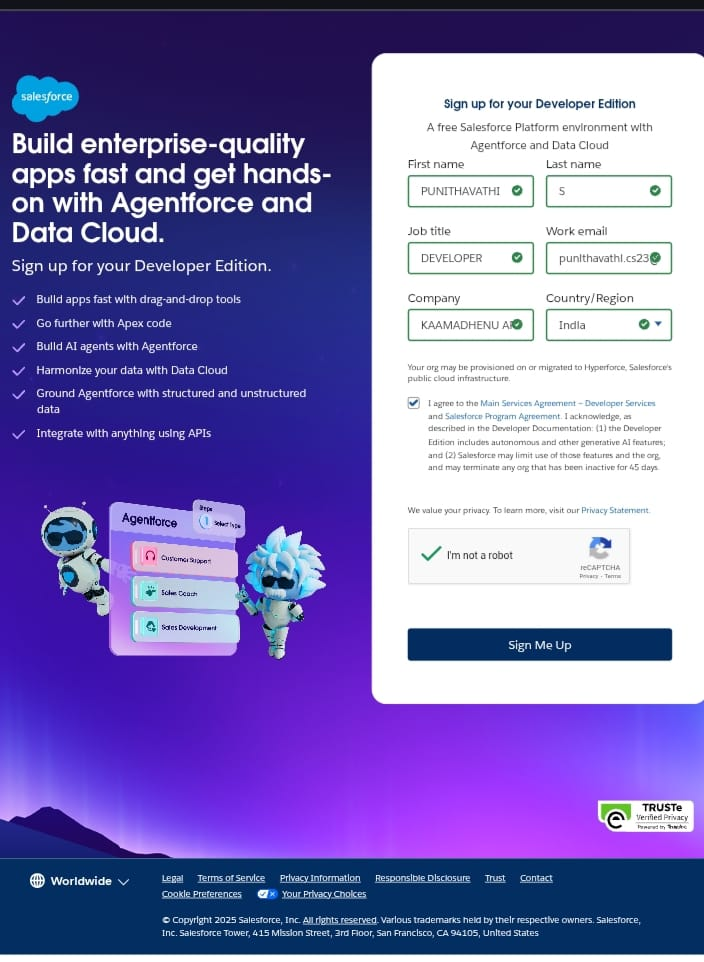 salesforce
Build enterprise-quality
apps fast and get hands-
on with Agentforce and
Data Cloud.
Sign up for your Developer Edition.
Build apps fast with drag-and-drop tools
Go further with Apex code
Build AI agents with Agentforce
Harmonize your data with Data Cloud
Ground Agentforce with structured and unstructured
data
Integrate with anything using APIs
Agentforce
Steps
1 Select Type
Customer Support
Sales Coach
Sales Development
Sign up for your Developer Edition
A free Salesforce Platform environment with
Agentforce and Data Cloud
First name Last name
PUNITHAVATHI S
Job title Work email
DEVELOPER punithavathi.cs23@
Company Country/Region
KAAMADHENU India
Your org may be provisioned on or migrated to Hyperforce, Salesforce's
public cloud infrastructure.
I agree to the Main Services Agreement – Developer Services
and Salesforce Program Agreement. I acknowledge, as
described in the Developer Documentation: (1) the Developer
Edition includes autonomous and other generative AI features;
and (2) Salesforce may limit use of those features and the org,
and may terminate any org that has been inactive for 45 days.
We value your privacy. To learn more, visit our Privacy Statement.
I'm not a robot
reCAPTCHA
Privacy - Terms
Sign Me Up
TRUSTe
Verified Privacy
Powered by TrustArc
Worldwide
Legal Terms of Service Privacy Information Responsible Disclosure Trust Contact
Cookie Preferences Your Privacy Choices
© Copyright 2025 Salesforce, Inc. All rights reserved. Various trademarks held by their respective owners. Salesforce,
Inc. Salesforce Tower, 415 Mission Street, 3rd Floor, San Francisco, CA 94105, United States